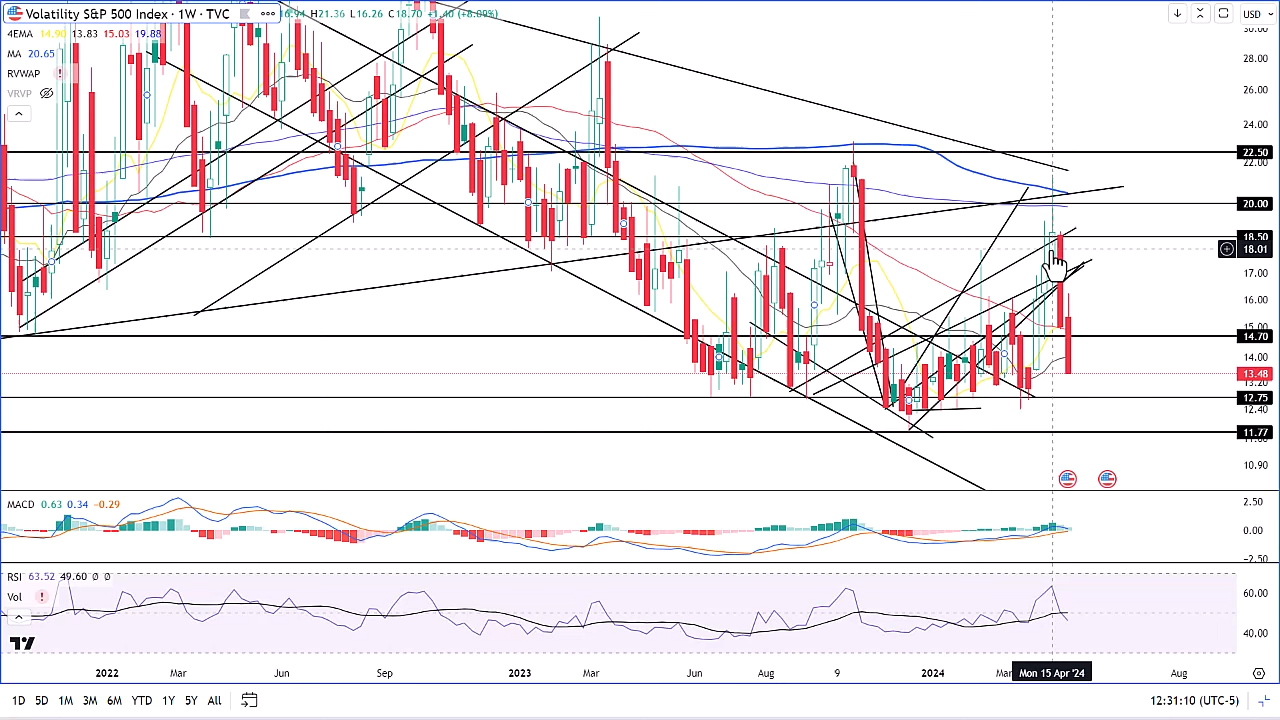 Volatility S&P 500 Index · 1W · TVC 16.94 H21.36 L16.26 C18.70 +1.40 (+8.09%)
USD
4EMA 14.90 13.83 15.03 19.88
MA 20.65
RVWAP !
VRVP
30.00
28.00
26.00
24.00
22.50
22.00
20.00
18.50
18.01
17.00
16.00
15.00
14.70
14.00
13.48
13.20
12.75
12.40
11.77
10.90
MACD 0.63 0.34 −0.29
2.50
0.00
−2.50
RSI 63.52 49.60 Ø Ø
Vol !
60.00
40.00
2022 Mar Jun Sep 2023 Mar Jun Aug 9 2024 Mar Mon 15 Apr '24 Aug
1D 5D 1M 3M 6M YTD 1Y 5Y All
12:31:10 (UTC-5)